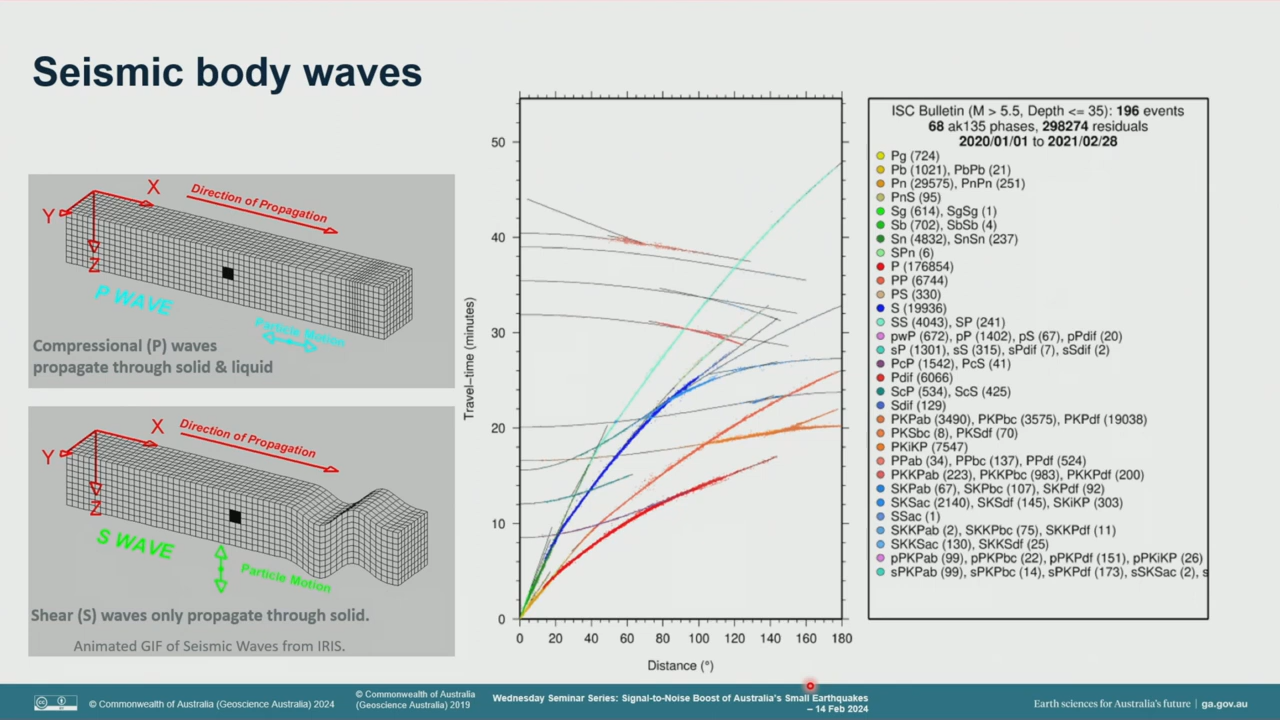 Seismic body waves
X
Direction of Propagation
Y
Z
P WAVE
Particle Motion
Compressional (P) waves
propagate through solid & liquid
X
Direction of Propagation
Y
Z
S WAVE
Particle Motion
Shear (S) waves only propagate through solid.
Animated GIF of Seismic Waves from IRIS.
Travel-time (minutes)
50
40
30
20
10
0
0 20 40 60 80 100 120 140 160 180
Distance (°)
ISC Bulletin (M > 5.5, Depth <= 35): 196 events
68 ak135 phases, 298274 residuals
2020/01/01 to 2021/02/28
Pg (724)
Pb (1021), PbPb (21)
Pn (29575), PnPn (251)
PnS (95)
Sg (614), SgSg (1)
Sb (702), SbSb (4)
Sn (4832), SnSn (237)
SPn (6)
P (176854)
PP (6744)
PS (330)
S (19936)
SS (4043), SP (241)
pwP (672), pP (1402), pS (67), pPdif (20)
sP (1301), sS (315), sPdif (7), sSdif (2)
PcP (1542), PcS (41)
Pdif (6066)
ScP (534), ScS (425)
Sdif (129)
PKPab (3490), PKPbc (3575), PKPdf (19038)
PKSbc (8), PKSdf (70)
PKiKP (7547)
PPab (34), PPbc (137), PPdf (524)
PKKPab (223), PKKPbc (983), PKKPdf (200)
SKPab (67), SKPbc (107), SKPdf (92)
SKSac (2140), SKSdf (145), SKiKP (303)
SSac (1)
SKKPab (2), SKKPbc (75), SKKPdf (11)
SKKSac (130), SKKSdf (25)
pPKPab (99), pPKPbc (22), pPKPdf (151), pPKiKP (26)
sPKPab (99), sPKPbc (14), sPKPdf (173), sSKSac (2), s
© Commonwealth of Australia (Geoscience Australia) 2024
© Commonwealth of Australia
(Geoscience Australia) 2019
Wednesday Seminar Series: Signal-to-Noise Boost of Australia's Small Earthquakes
– 14 Feb 2024
Earth sciences for Australia's future | ga.gov.au